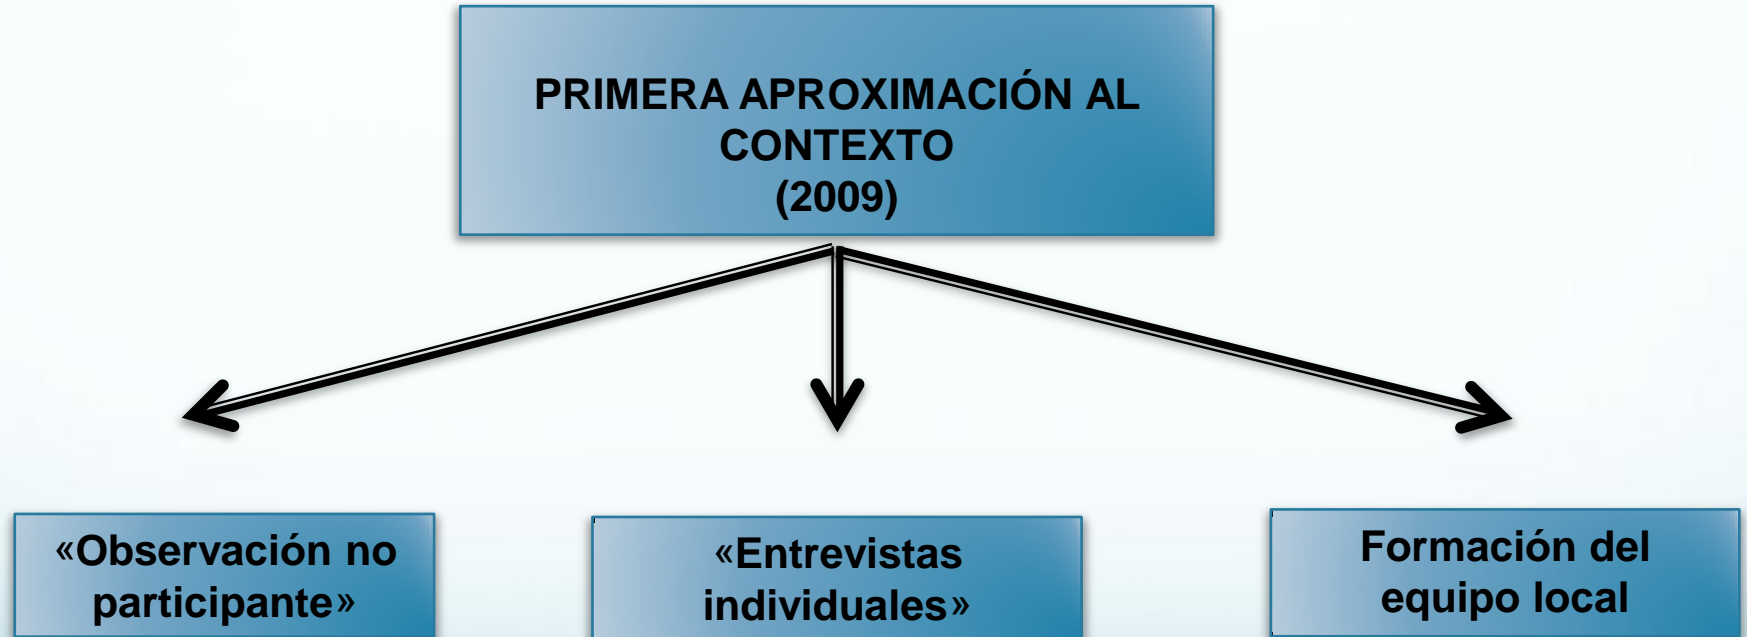 PRIMERA APROXIMACIÓN AL
CONTEXTO
(2009)
«Observación no
participante»
«Entrevistas
individuales»
Formación del
equipo local